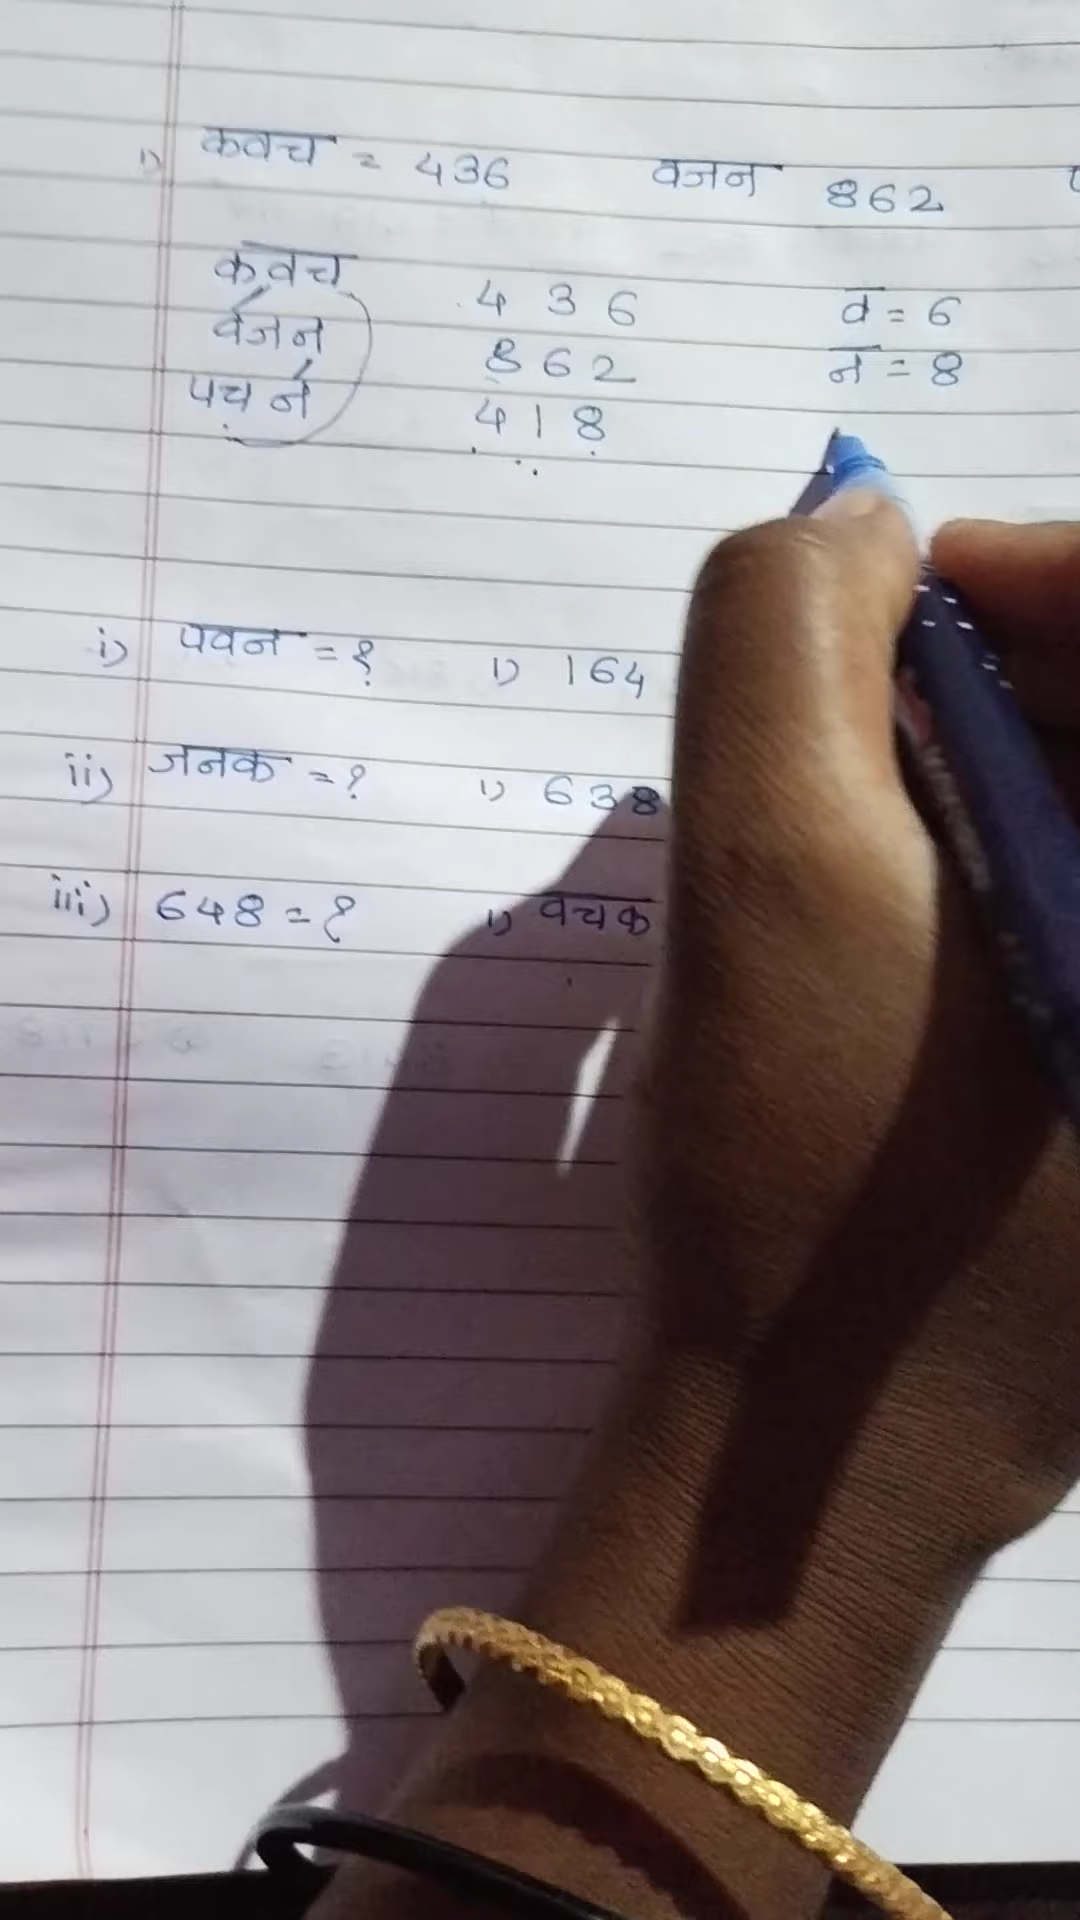 1) कवच = 436 वजन 862
कवच 4 3 6 व = 6
वजन 8 6 2 न = 8
पचन 4 1 8
i) पवन = ? 1) 164
ii) जनक = ? 1) 638
iii) 648 = ? 1) वचक